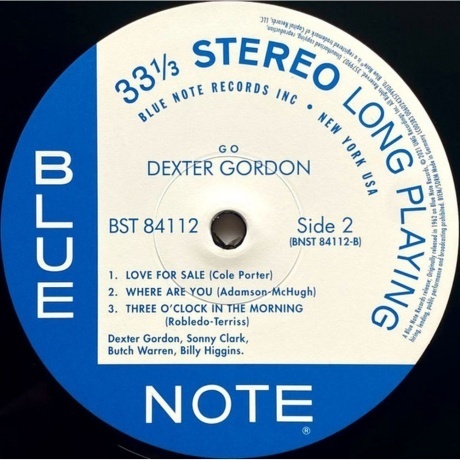 33⅓ STEREO LONG PLAYING
BLUE NOTE RECORDS INC • NEW YORK USA
GO
DEXTER GORDON
BST 84112
Side 2
(BNST 84112-B)
1. LOVE FOR SALE (Cole Porter)
2. WHERE ARE YOU (Adamson-McHugh)
3. THREE O'CLOCK IN THE MORNING
(Robledo-Terriss)
Dexter Gordon, Sonny Clark,
Butch Warren, Billy Higgins.
BLUE
NOTE
®